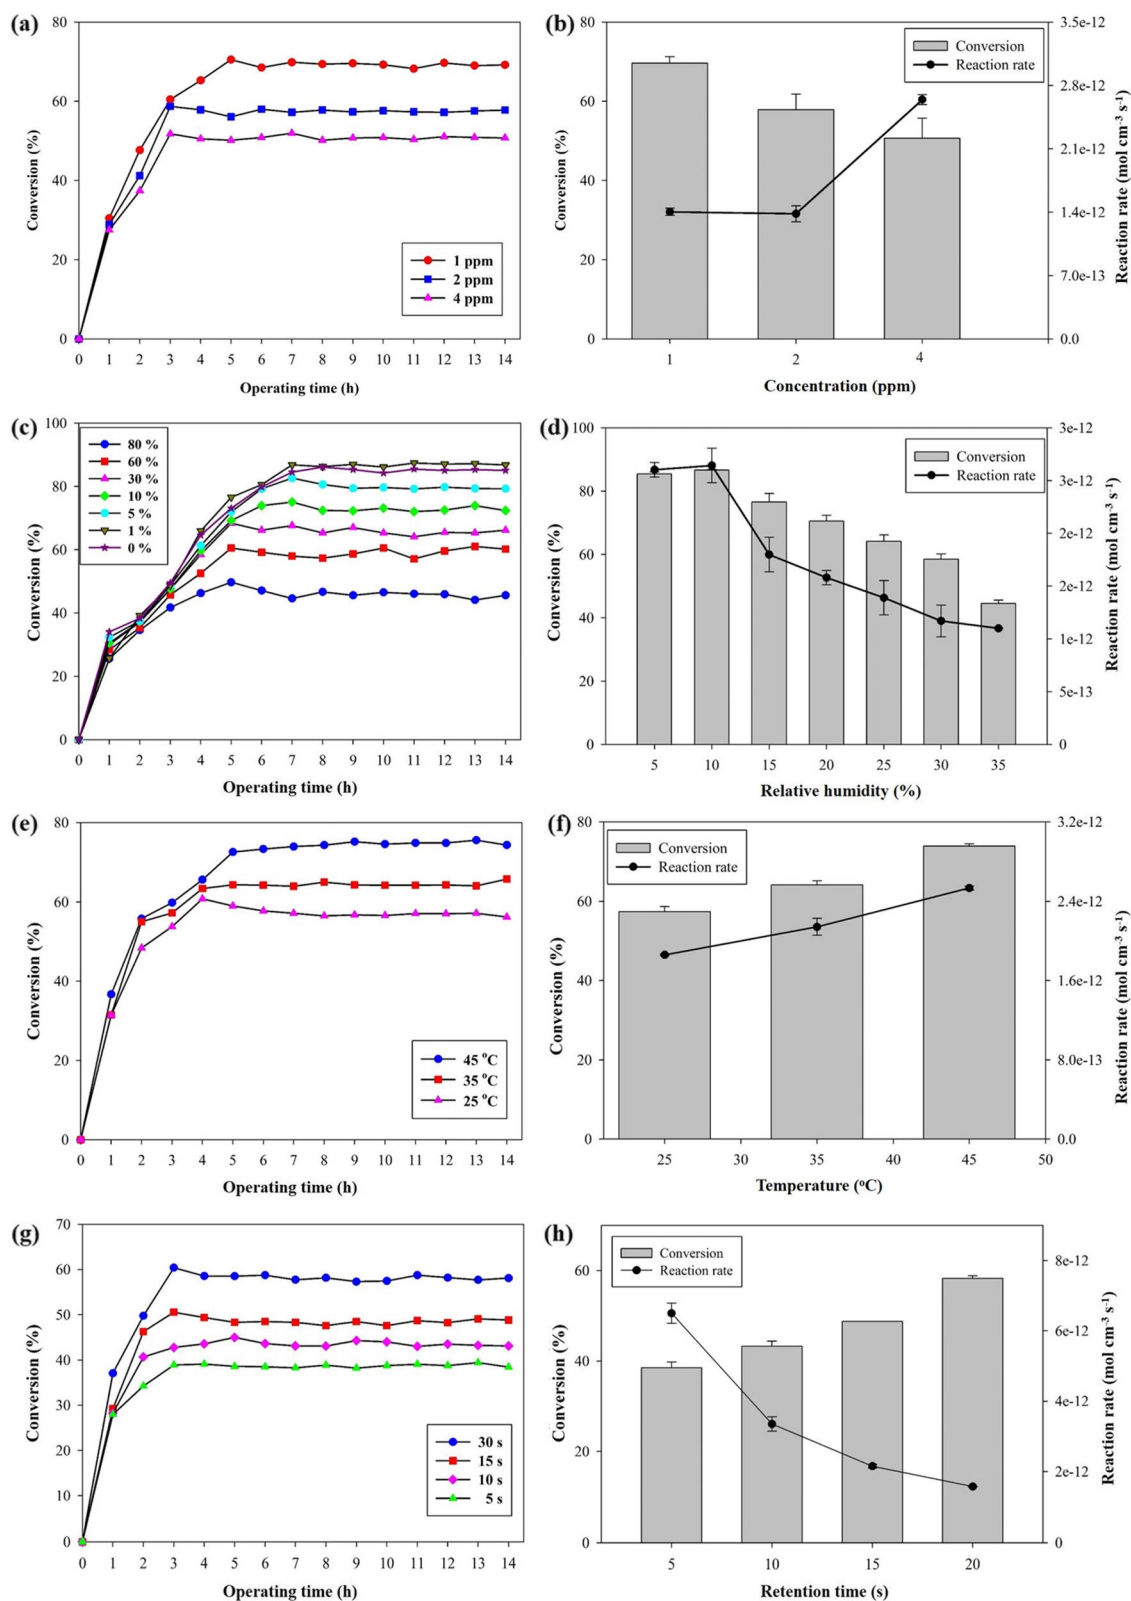 (a)
80
60
40
20
0
Conversion (%)
1 ppm
2 ppm
4 ppm
0 1 2 3 4 5 6 7 8 9 10 11 12 13 14
Operating time (h)
(b)
80
60
40
20
0
Conversion (%)
Conversion
Reaction rate
3.5e-12
2.8e-12
2.1e-12
1.4e-12
7.0e-13
0.0
Reaction rate (mol cm⁻³ s⁻¹)
1 2 4
Concentration (ppm)
(c)
100
80
60
40
20
0
Conversion (%)
80 %
60 %
30 %
10 %
5 %
1 %
0 %
0 1 2 3 4 5 6 7 8 9 10 11 12 13 14
Operating time (h)
(d)
100
80
60
40
20
0
Conversion (%)
Conversion
Reaction rate
3e-12
3e-12
2e-12
2e-12
1e-12
5e-13
0
Reaction rate (mol cm⁻³ s⁻¹)
5 10 15 20 25 30 35
Relative humidity (%)
(e)
80
60
40
20
0
Conversion (%)
45 °C
35 °C
25 °C
0 1 2 3 4 5 6 7 8 9 10 11 12 13 14
Operating time (h)
(f)
80
60
40
20
0
Conversion (%)
Conversion
Reaction rate
3.2e-12
2.4e-12
1.6e-12
8.0e-13
0.0
Reaction rate (mol cm⁻³ s⁻¹)
25 30 35 40 45 50
Temperature (°C)
(g)
70
60
50
40
30
20
10
0
Conversion (%)
30 s
15 s
10 s
5 s
0 1 2 3 4 5 6 7 8 9 10 11 12 13 14
Operating time (h)
(h)
60
40
20
0
Conversion (%)
Conversion
Reaction rate
8e-12
6e-12
4e-12
2e-12
0
Reaction rate (mol cm⁻³ s⁻¹)
5 10 15 20
Retention time (s)